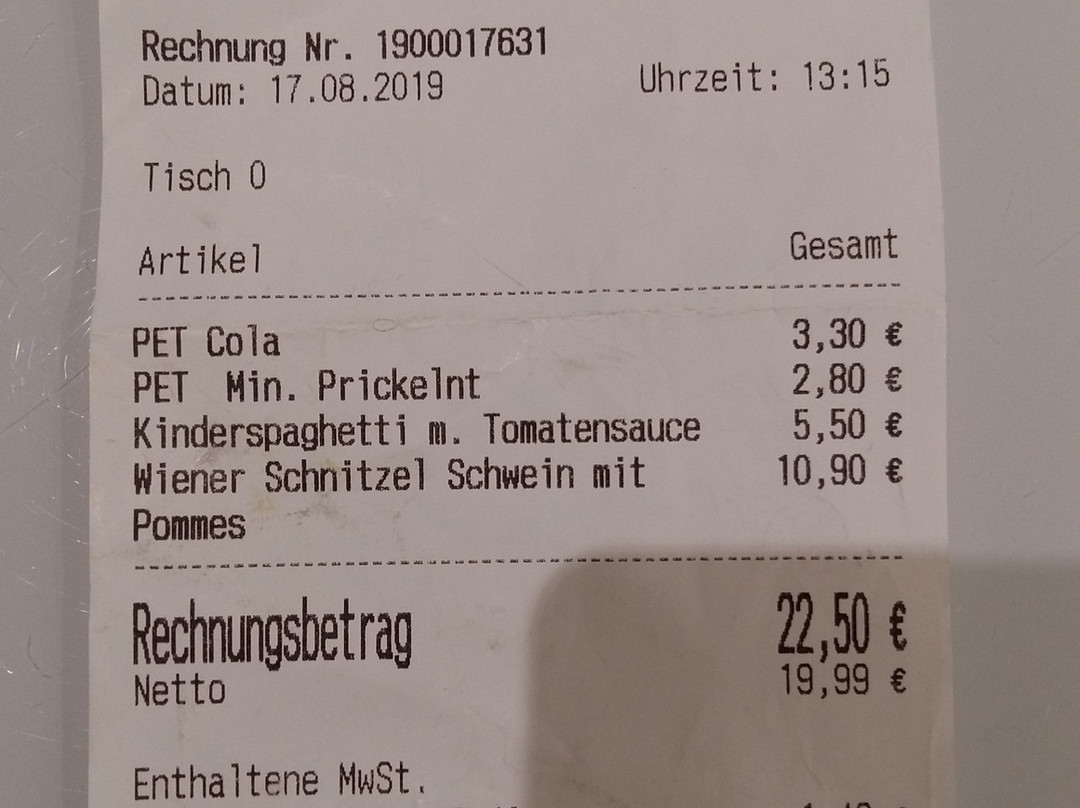 Rechnung Nr. 1900017631
Datum: 17.08.2019 Uhrzeit: 13:15
Tisch 0
Artikel Gesamt
PET Cola 3,30 €
PET Min. Prickelnt 2,80 €
Kinderspaghetti m. Tomatensauce 5,50 €
Wiener Schnitzel Schwein mit 10,90 €
Pommes
Rechnungsbetrag 22,50 €
Netto 19,99 €
Enthaltene MwSt.